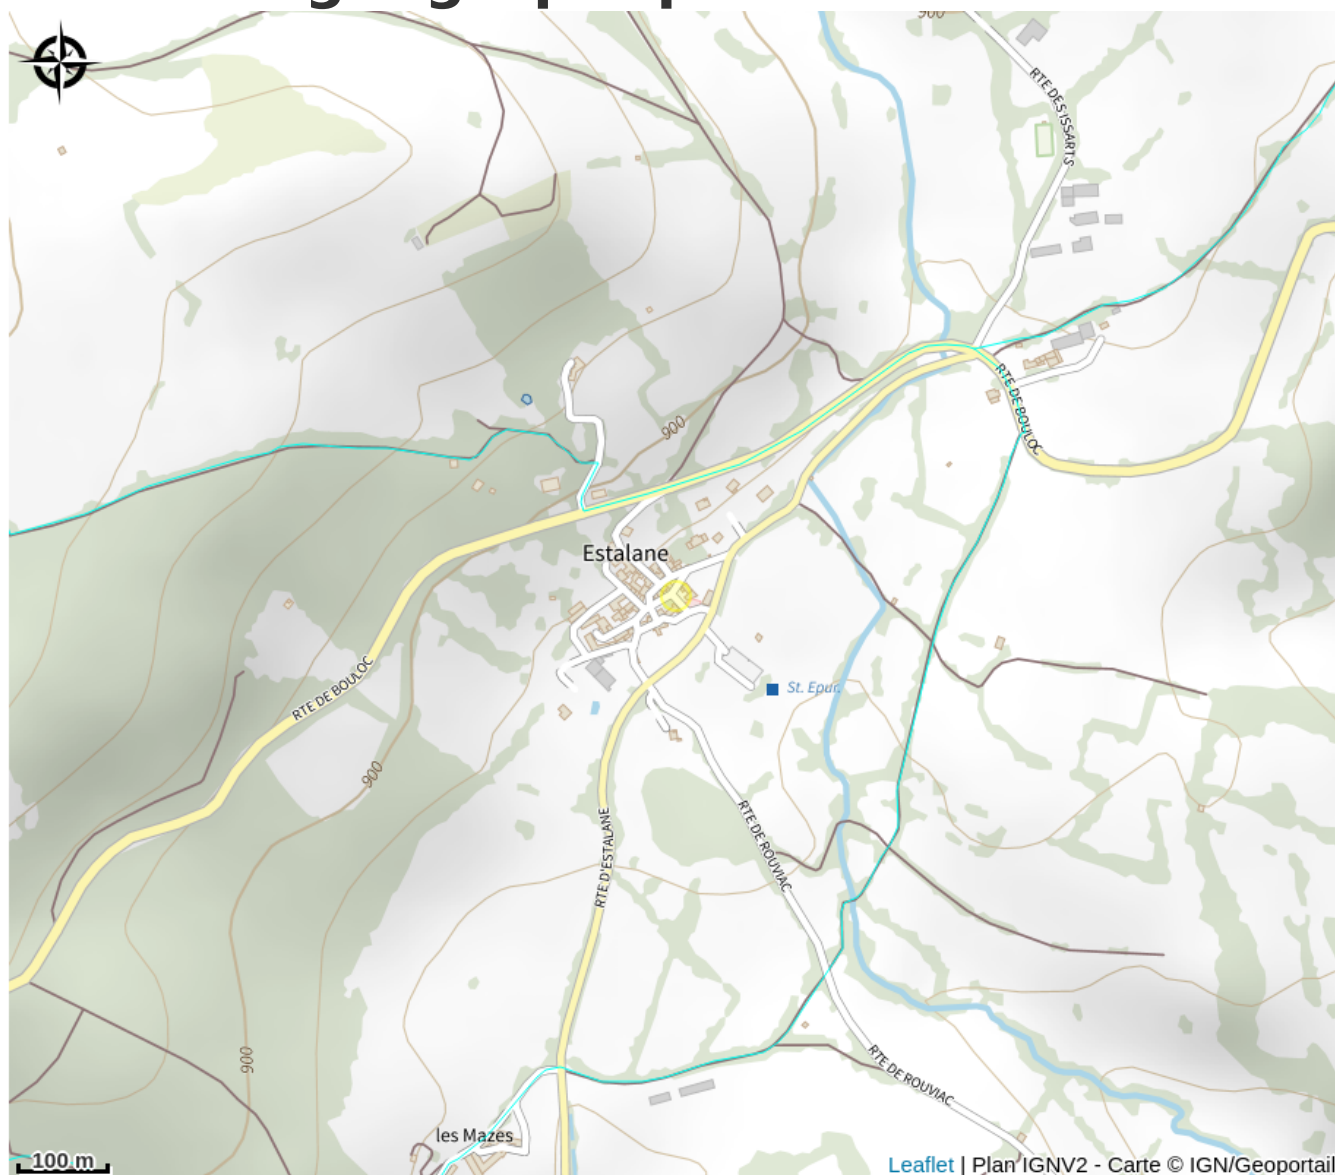 900
RTE DES ISSARTS
RTE DE BOULOC
900
Estalane
St. Epur.
RTE DE BOULOC
900
RTE D'ESTALANE
RTE DE ROUVIAC
900
RTE DE ROUVIAC
les Mazes
100 m
Leaflet | Plan IGNV2 - Carte © IGN/Geoportail